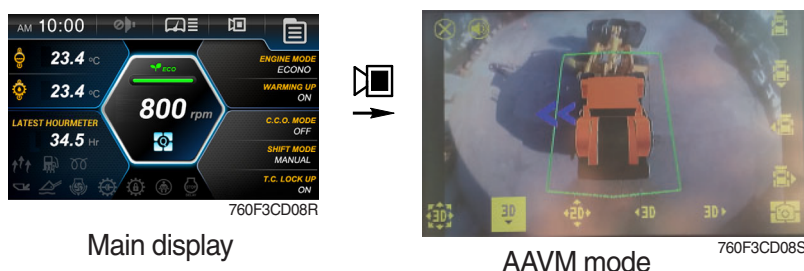 AM 10:00
23.4 °C
23.4 °C
LATEST HOURMETER
34.5 Hr
ECO
800 rpm
ENGINE MODE
ECONO
WARMING UP
ON
C.C.O. MODE
OFF
SHIFT MODE
MANUAL
T.C. LOCK UP
ON
760F3CD08R
Main display
3D
3D
2D
3D
3D
760F3CD08S
AAVM mode